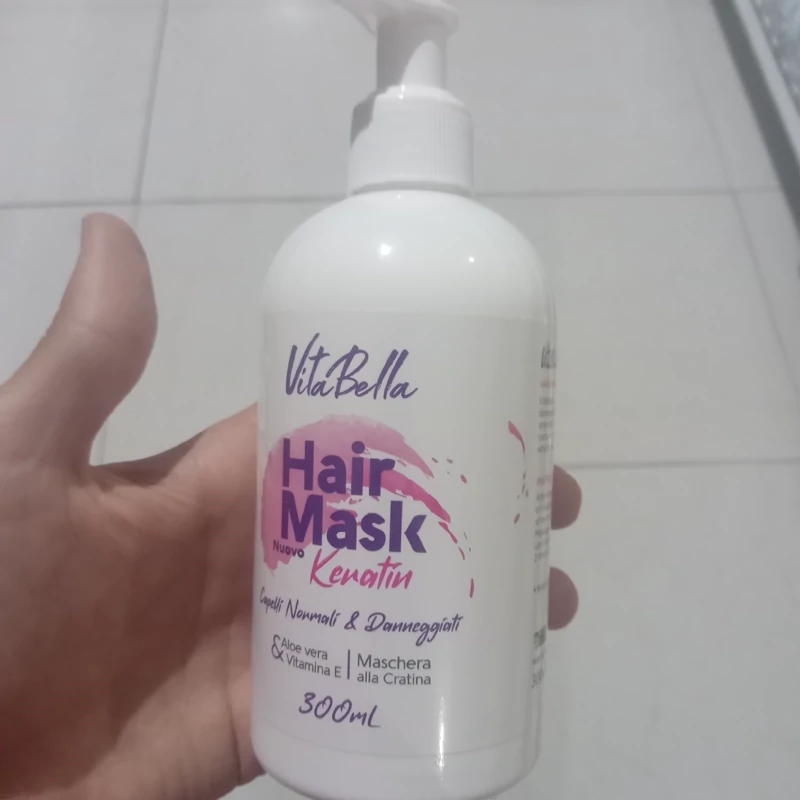 VitaBella
Hair
Mask
Nuovo
Keratin
Capelli Normali & Danneggiati
& Aloe vera
Vitamina E
Maschera
alla Cratina
300mL